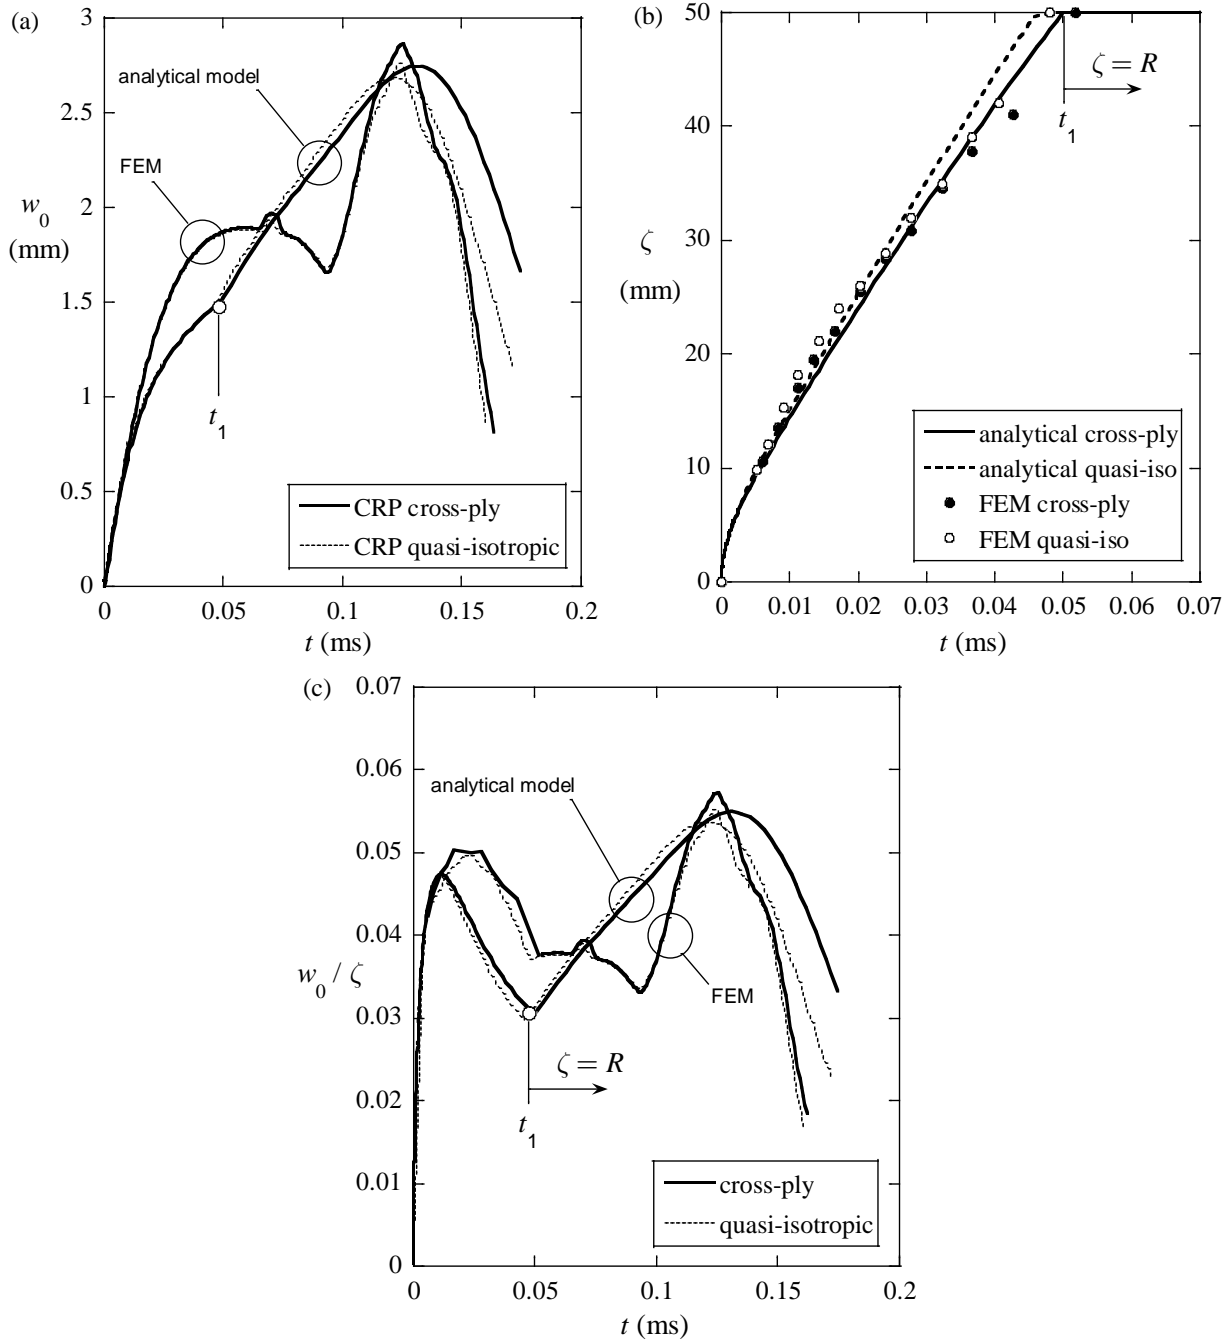 (a)
3
2.5
2
1.5
1
0.5
0
w0
(mm)
analytical model
FEM
t1
CRP cross-ply
CRP quasi-isotropic
0 0.05 0.1 0.15 0.2
t (ms)
(b)
50
40
30
20
10
0
ζ
(mm)
ζ = R
t1
analytical cross-ply
analytical quasi-iso
FEM cross-ply
FEM quasi-iso
0 0.01 0.02 0.03 0.04 0.05 0.06 0.07
t (ms)
(c)
0.07
0.06
0.05
0.04
0.03
0.02
0.01
0
w0 / ζ
analytical model
FEM
ζ = R
t1
cross-ply
quasi-isotropic
0 0.05 0.1 0.15 0.2
t (ms)